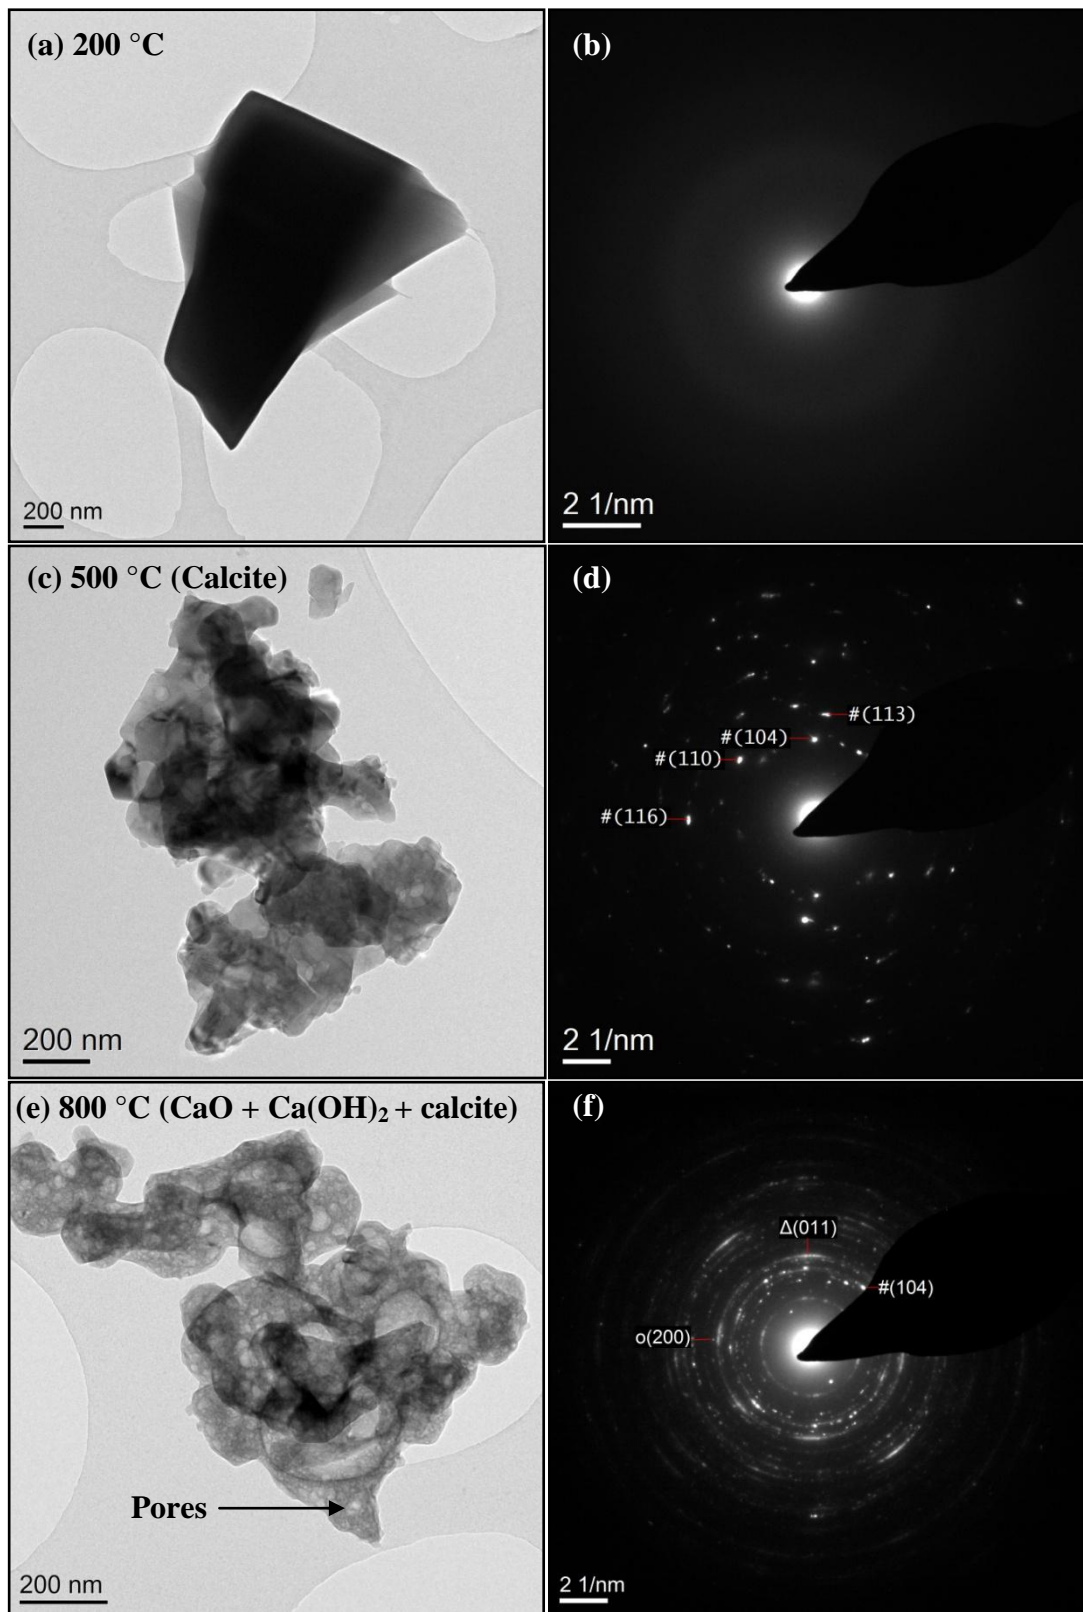 (a) 200 °C
(b)
200 nm
2 1/nm
(c) 500 °C (Calcite)
(d)
#(113)
#(104)
#(110)
#(116)
200 nm
2 1/nm
(e) 800 °C (CaO + Ca(OH)₂ + calcite)
(f)
Δ(011)
#(104)
o(200)
Pores
200 nm
2 1/nm